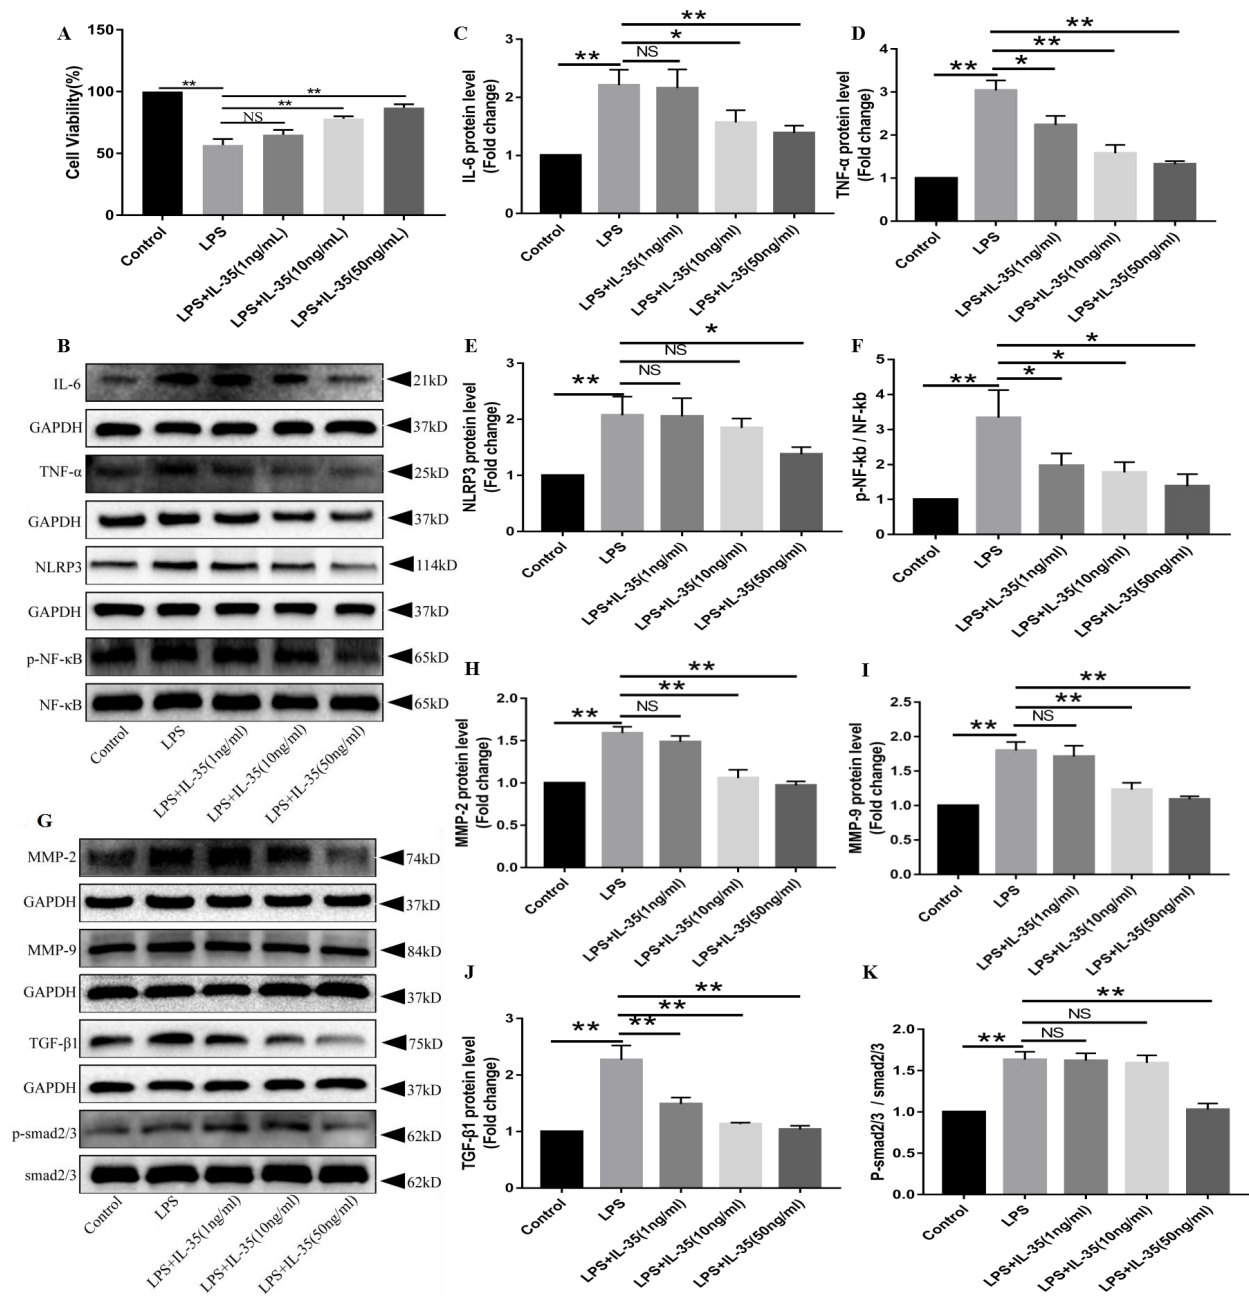 A
Cell Viability(%)
150
100
50
0
**
**
**
NS
Control
LPS
LPS+IL-35(1ng/mL)
LPS+IL-35(10ng/mL)
LPS+IL-35(50ng/mL)
C
IL-6 protein level
(Fold change)
3
2
1
0
**
*
NS
**
Control
LPS
LPS+IL-35(1ng/ml)
LPS+IL-35(10ng/ml)
LPS+IL-35(50ng/ml)
D
TNF-α protein level
(Fold change)
4
3
2
1
0
**
**
*
**
Control
LPS
LPS+IL-35(1ng/ml)
LPS+IL-35(10ng/ml)
LPS+IL-35(50ng/ml)
B
IL-6 21kD
GAPDH 37kD
TNF-α 25kD
GAPDH 37kD
NLRP3 114kD
GAPDH 37kD
p-NF-κB 65kD
NF-κB 65kD
Control
LPS
LPS+IL-35(1ng/ml)
LPS+IL-35(10ng/ml)
LPS+IL-35(50ng/ml)
E
NLRP3 protein level
(Fold change)
3
2
1
0
*
NS
NS
**
Control
LPS
LPS+IL-35(1ng/ml)
LPS+IL-35(10ng/ml)
LPS+IL-35(50ng/ml)
F
p-NF-kb / NF-kb
5
4
3
2
1
0
*
*
*
**
Control
LPS
LPS+IL-35(1ng/ml)
LPS+IL-35(10ng/ml)
LPS+IL-35(50ng/ml)
G
MMP-2 74kD
GAPDH 37kD
MMP-9 84kD
GAPDH 37kD
TGF-β1 75kD
GAPDH 37kD
p-smad2/3 62kD
smad2/3 62kD
Control
LPS
LPS+IL-35(1ng/ml)
LPS+IL-35(10ng/ml)
LPS+IL-35(50ng/ml)
H
MMP-2 protein level
(Fold change)
2.0
1.5
1.0
0.5
0.0
**
**
NS
**
Control
LPS
LPS+IL-35(1ng/ml)
LPS+IL-35(10ng/ml)
LPS+IL-35(50ng/ml)
I
MMP-9 protein level
(Fold change)
2.5
2.0
1.5
1.0
0.5
0.0
**
**
NS
**
Control
LPS
LPS+IL-35(1ng/ml)
LPS+IL-35(10ng/ml)
LPS+IL-35(50ng/ml)
J
TGF-β1 protein level
(Fold change)
3
2
1
0
**
**
**
**
Control
LPS
LPS+IL-35(1ng/ml)
LPS+IL-35(10ng/ml)
LPS+IL-35(50ng/ml)
K
P-smad2/3 / smad2/3
2.0
1.5
1.0
0.5
0.0
**
NS
NS
**
Control
LPS
LPS+IL-35(1ng/ml)
LPS+IL-35(10ng/ml)
LPS+IL-35(50ng/ml)